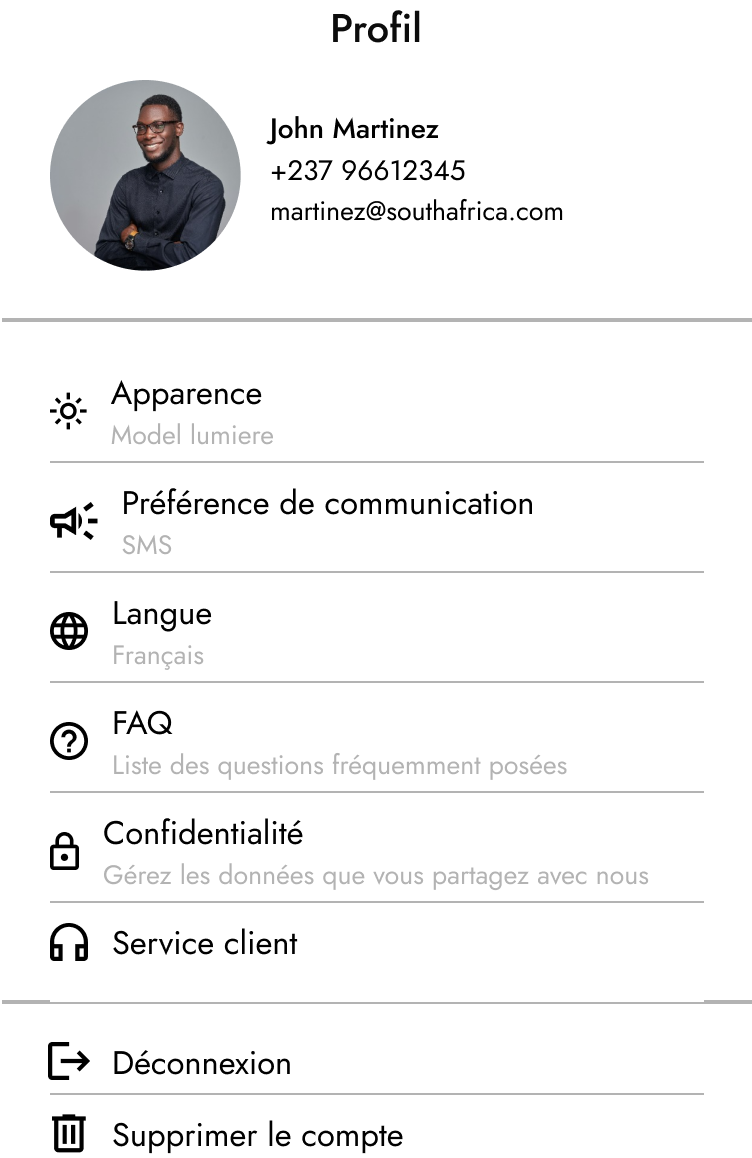 Profil
John Martinez
+237 96612345
martinez@southafrica.com
Apparence
Model lumiere
Préférence de communication
SMS
Langue
Français
FAQ
Liste des questions fréquemment posées
Confidentialité
Gérez les données que vous partagez avec nous
Service client
Déconnexion
Supprimer le compte